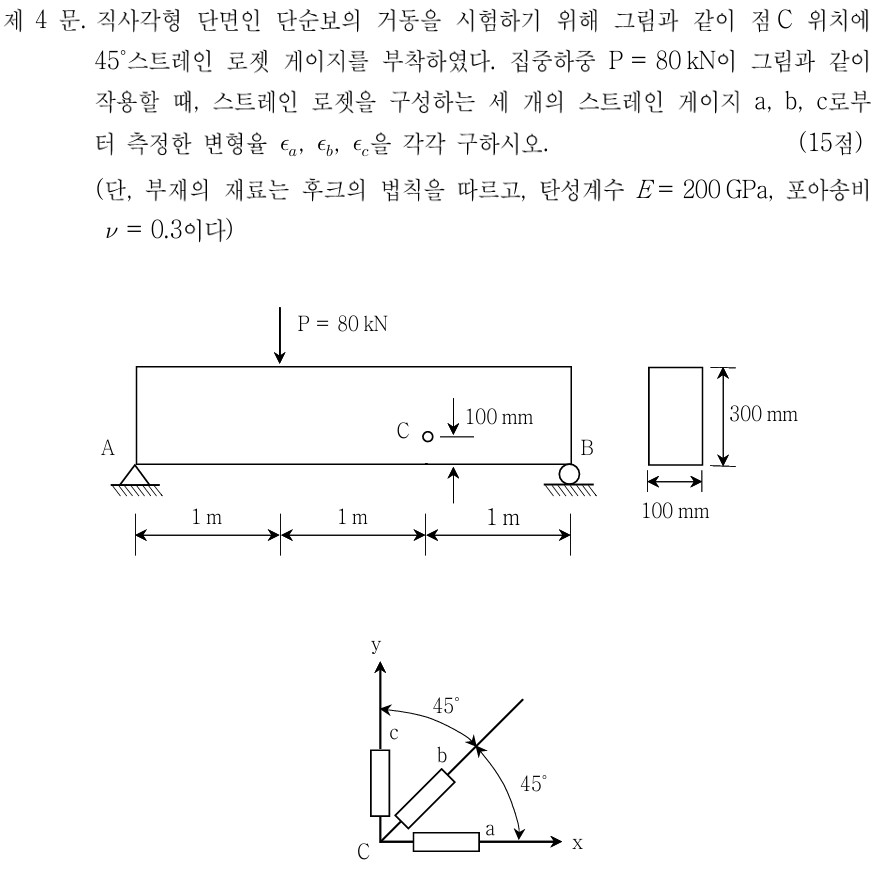 제 4 문. 직사각형 단면인 단순보의 거동을 시험하기 위해 그림과 같이 점 C 위치에
45°스트레인 로젯 게이지를 부착하였다. 집중하중 P = 80 kN이 그림과 같이
작용할 때, 스트레인 로젯을 구성하는 세 개의 스트레인 게이지 a, b, c로부
터 측정한 변형율 ϵₐ, ϵ_b, ϵ_c을 각각 구하시오. (15점)
(단, 부재의 재료는 후크의 법칙을 따르고, 탄성계수 E = 200 GPa, 포아송비
ν = 0.3이다)
P = 80 kN
C
100 mm
300 mm
A
B
100 mm
1 m
1 m
1 m
y
45°
c
b
45°
a
x
C